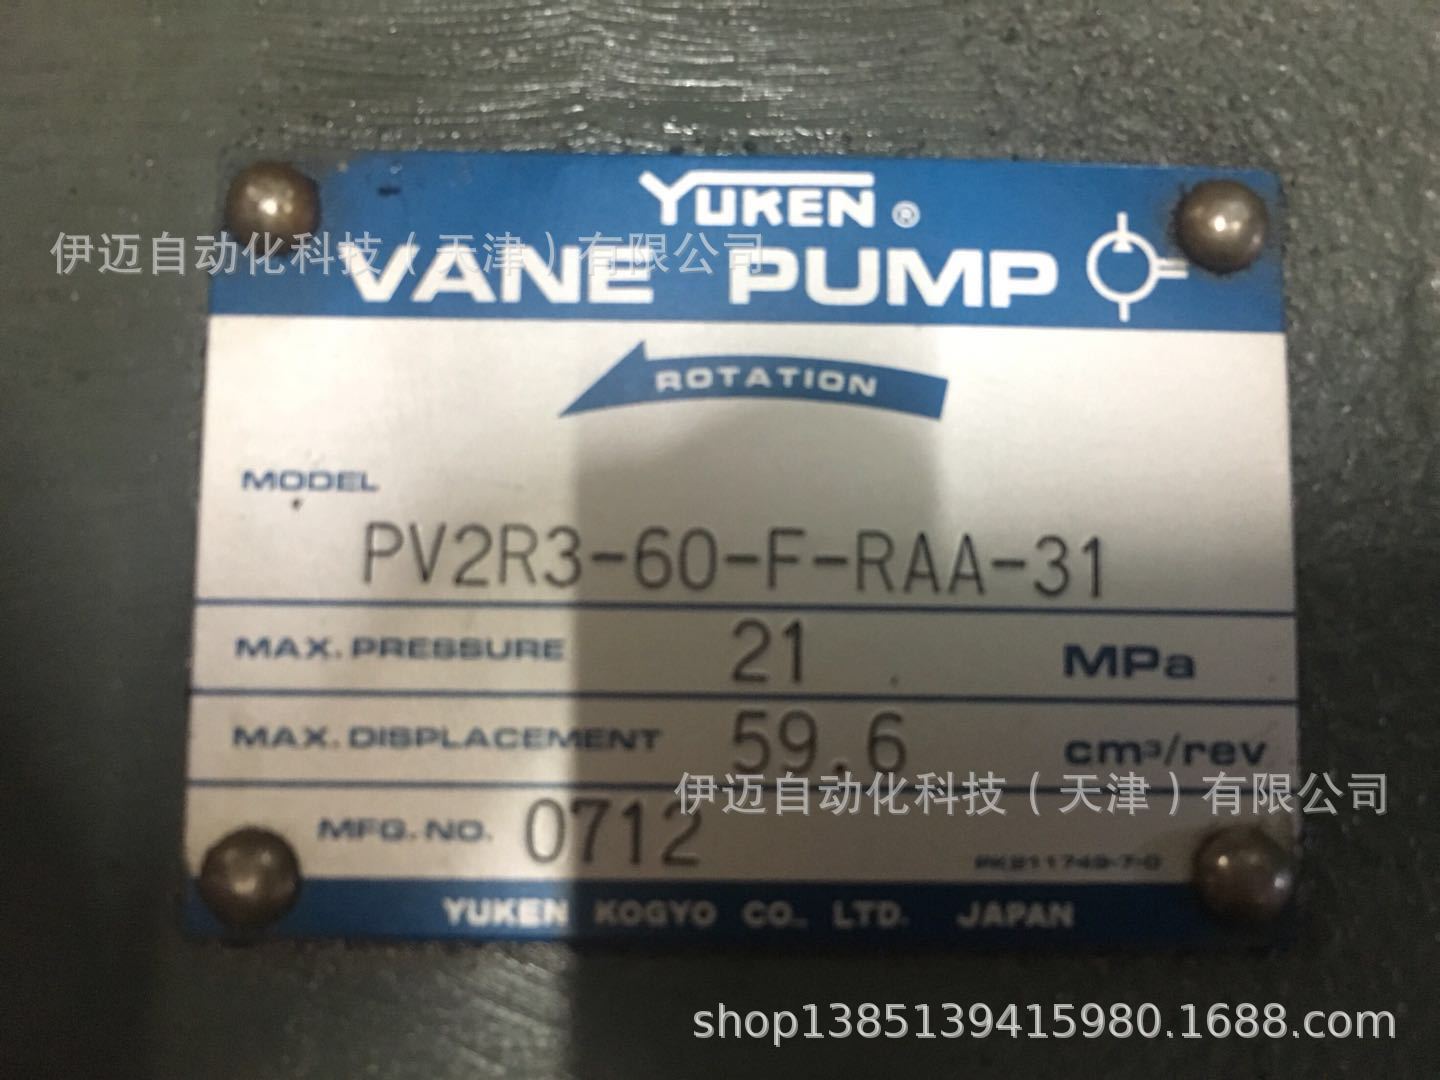 YUKEN ®
伊迈自动化科技（天津）有限公司
VANE PUMP
ROTATION
MODEL
PV2R3-60-F-RAA-31
MAX. PRESSURE 21 MPa
MAX. DISPLACEMENT 59.6 cm³/rev
伊迈自动化科技（天津）有限公司
MFG. NO. 0712
YUKEN KOGYO CO., LTD. JAPAN
shop1385139415980.1688.com